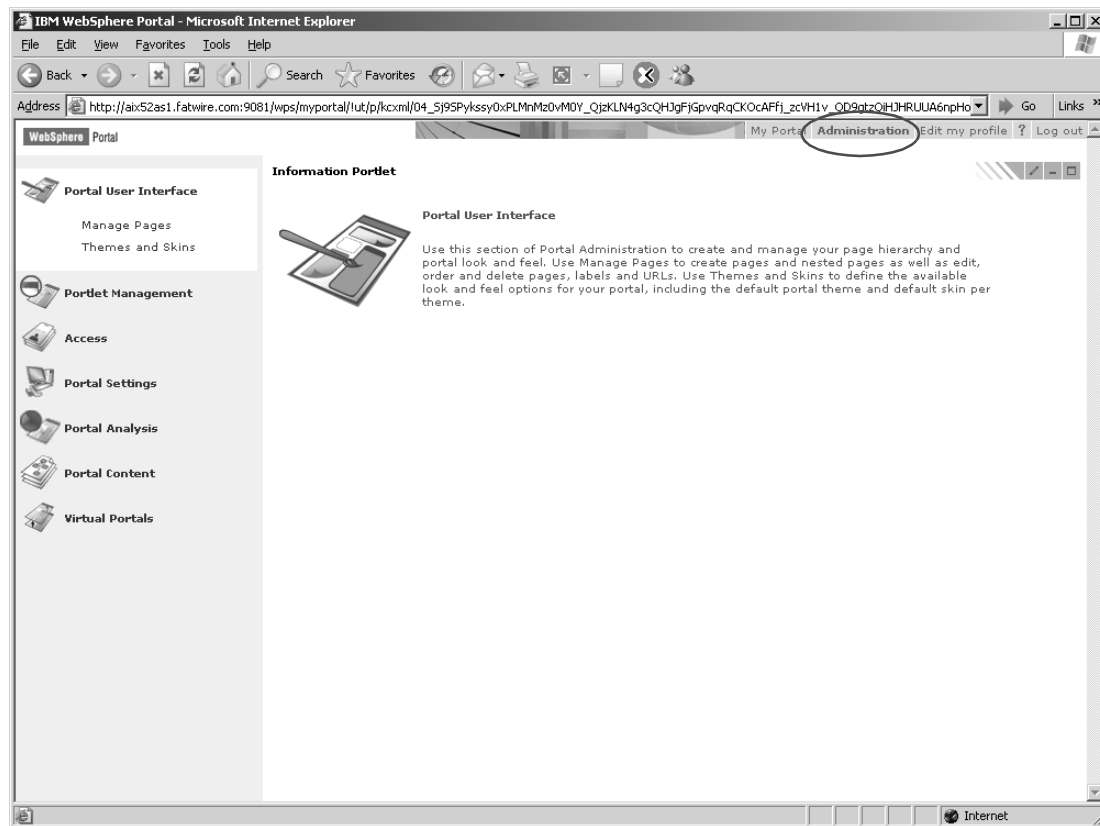 IBM WebSphere Portal - Microsoft Internet Explorer
File Edit View Favorites Tools Help
Back Search Favorites
Address http://aix52as1.fatwire.com:9081/wps/myportal/!ut/p/kcxml/04_Sj9SPykssy0xPLMnMz0vM0Y_QjzKLN4g3cQHJgFjGpvqRqCKOcAFfj_zcVH1v_QD9gtzQiHJHRUUA6npHo Go Links »
WebSphere Portal My Portal Administration Edit my profile ? Log out
Information Portlet
Portal User Interface
Manage Pages
Themes and Skins
Portlet Management
Access
Portal Settings
Portal Analysis
Portal Content
Virtual Portals
Portal User Interface
Use this section of Portal Administration to create and manage your page hierarchy and
portal look and feel. Use Manage Pages to create pages and nested pages as well as edit,
order and delete pages, labels and URLs. Use Themes and Skins to define the available
look and feel options for your portal, including the default portal theme and default skin per
theme.
Internet